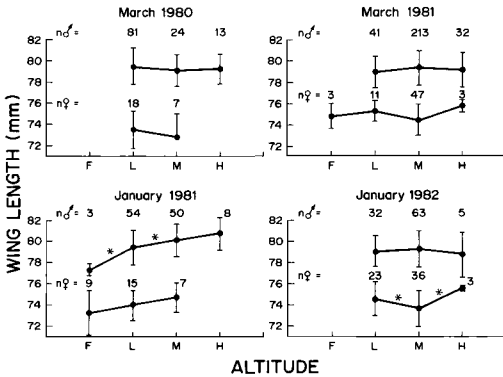 March 1980
n♂= 81 24 13
82
80
78
n♀= 18 7
76
74
72
F L M H
March 1981
n♂= 41 213 32
82
80
78
n♀= 3 11 47 3
76
74
72
F L M H
WING LENGTH (mm)
January 1981
n♂= 3 54 50 8
82
80
* *
78
n♀= 9 15 7
76
74
72
F L M H
January 1982
n♂= 32 63 5
82
80
78
n♀= 23 36 3
76
* *
74
72
F L M H
ALTITUDE